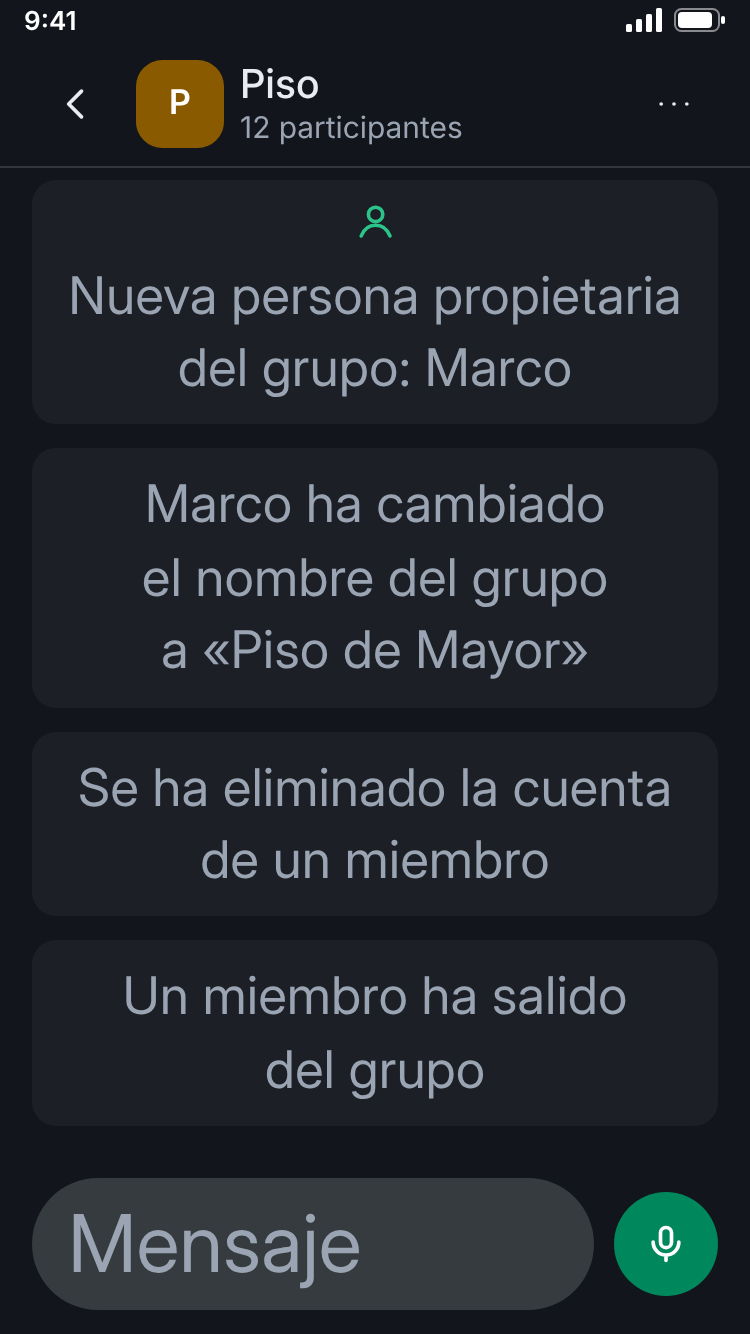 9:41
P
Piso
12 participantes
...
Nueva persona propietaria
del grupo: Marco
Marco ha cambiado
el nombre del grupo
a «Piso de Mayor»
Se ha eliminado la cuenta
de un miembro
Un miembro ha salido
del grupo
Mensaje